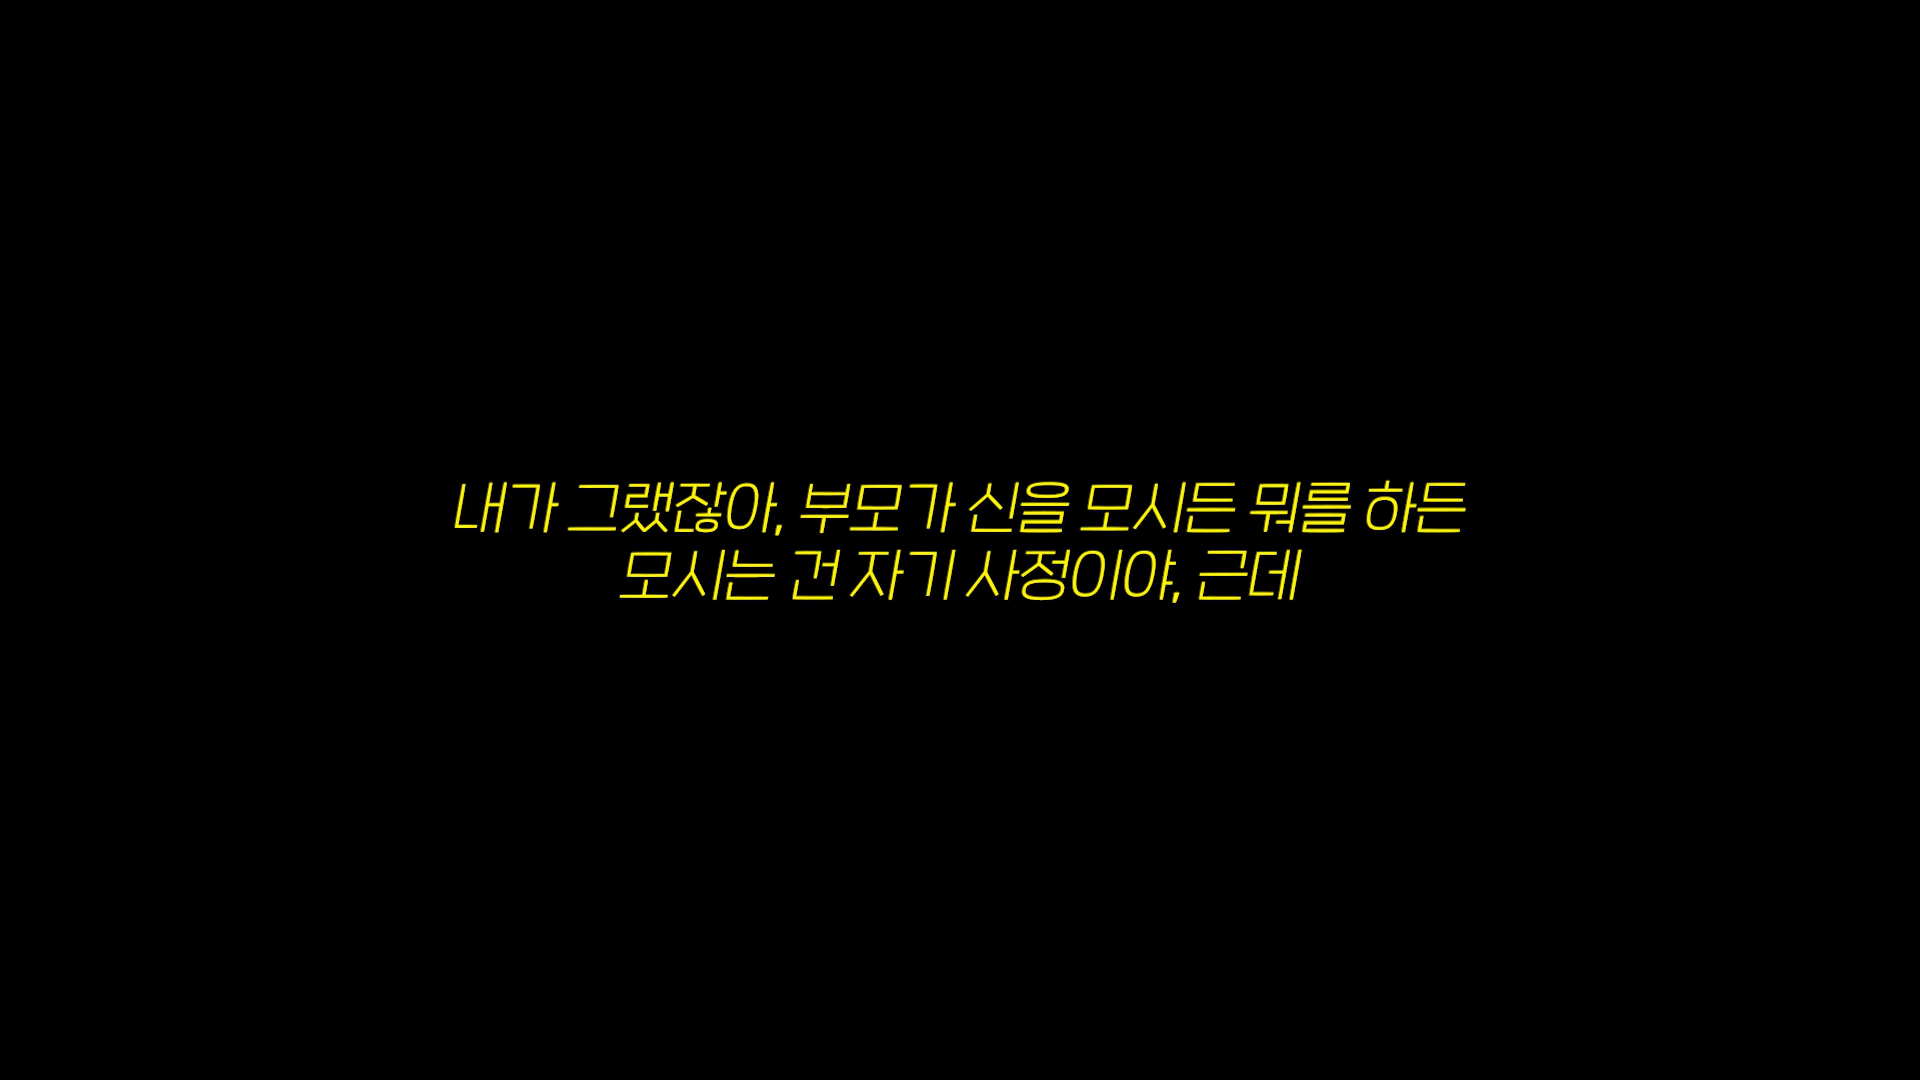 내가 그랬잖아, 부모가 신을 모시든 뭐를 하든
모시는 건 자기 사정이야, 근데